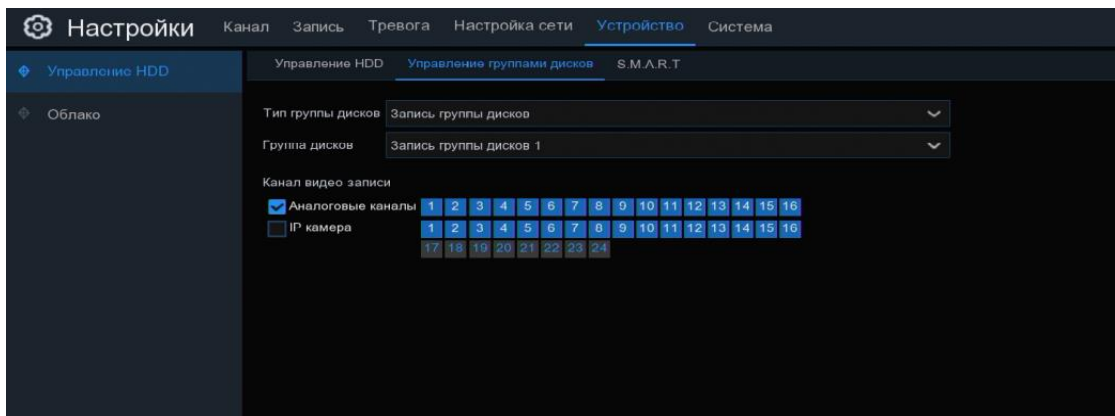 Настройки Канал Запись Тревога Настройка сети Устройство Система
Управление HDD Управление HDD Управление группами дисков S.M.A.R.T
Облако
Тип группы дисков Запись группы дисков
Группа дисков Запись группы дисков 1
Канал видео записи
Аналоговые каналы 1 2 3 4 5 6 7 8 9 10 11 12 13 14 15 16
IP камера 1 2 3 4 5 6 7 8 9 10 11 12 13 14 15 16
17 18 19 20 21 22 23 24